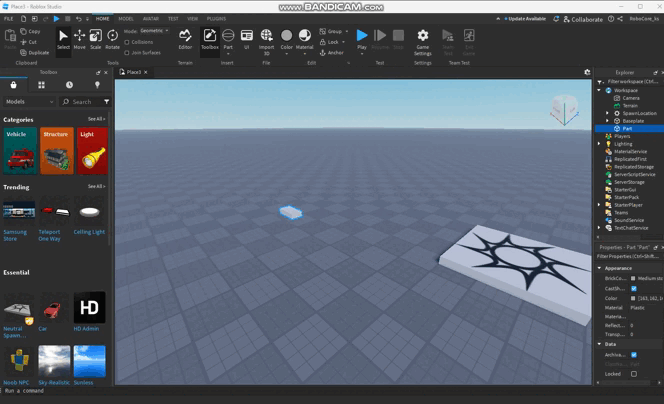 Place1 - Roblox Studio
www.BANDICAM.com
FILE
HOME
MODEL
AVATAR
TEST
VIEW
PLUGINS
Update Available
Collaborate
Paste
Copy
Cut
Duplicate
Clipboard
Select
Move
Scale
Rotate
Mode: Geometric
Collisions
Join Surfaces
Tools
Editor
Terrain
Toolbox
Part
UI
Insert
Import
3D
File
Color
Material
Group
Lock
Anchor
Edit
Play
Stop
Test
Game
Settings
Settings
Team
Test
Team Test
Toolbox
Models
Search
Categories
See All >
Vehicle
Structure
Light
Trending
See All >
Samsung
Store
Teleport
One Way
Ceiling Light
Essential
Neutral
Spawn...
Car
HD
HD Admin
Noob NPC
Sky-Realistic
Sunless
Run a command
Place1
Explorer
Filter workspace (Ctrl...
Workspace
Camera
Terrain
SpawnLocation
Baseplate
Part
Players
Lighting
MaterialService
ReplicatedFirst
ReplicatedStorage
ServerScriptService
ServerStorage
StarterGui
StarterPack
StarterPlayer
Teams
SoundService
TextChatService
Properties - Part "Part"
Filter Properties (Ctrl+Shift...
Appearance
BrickCo...
Medium sto
CastSh...
Color
[163, 162, 1
Material
Plastic
Materia...
Reflec...
0
Transp...
0
Data
Archiva...
Locked